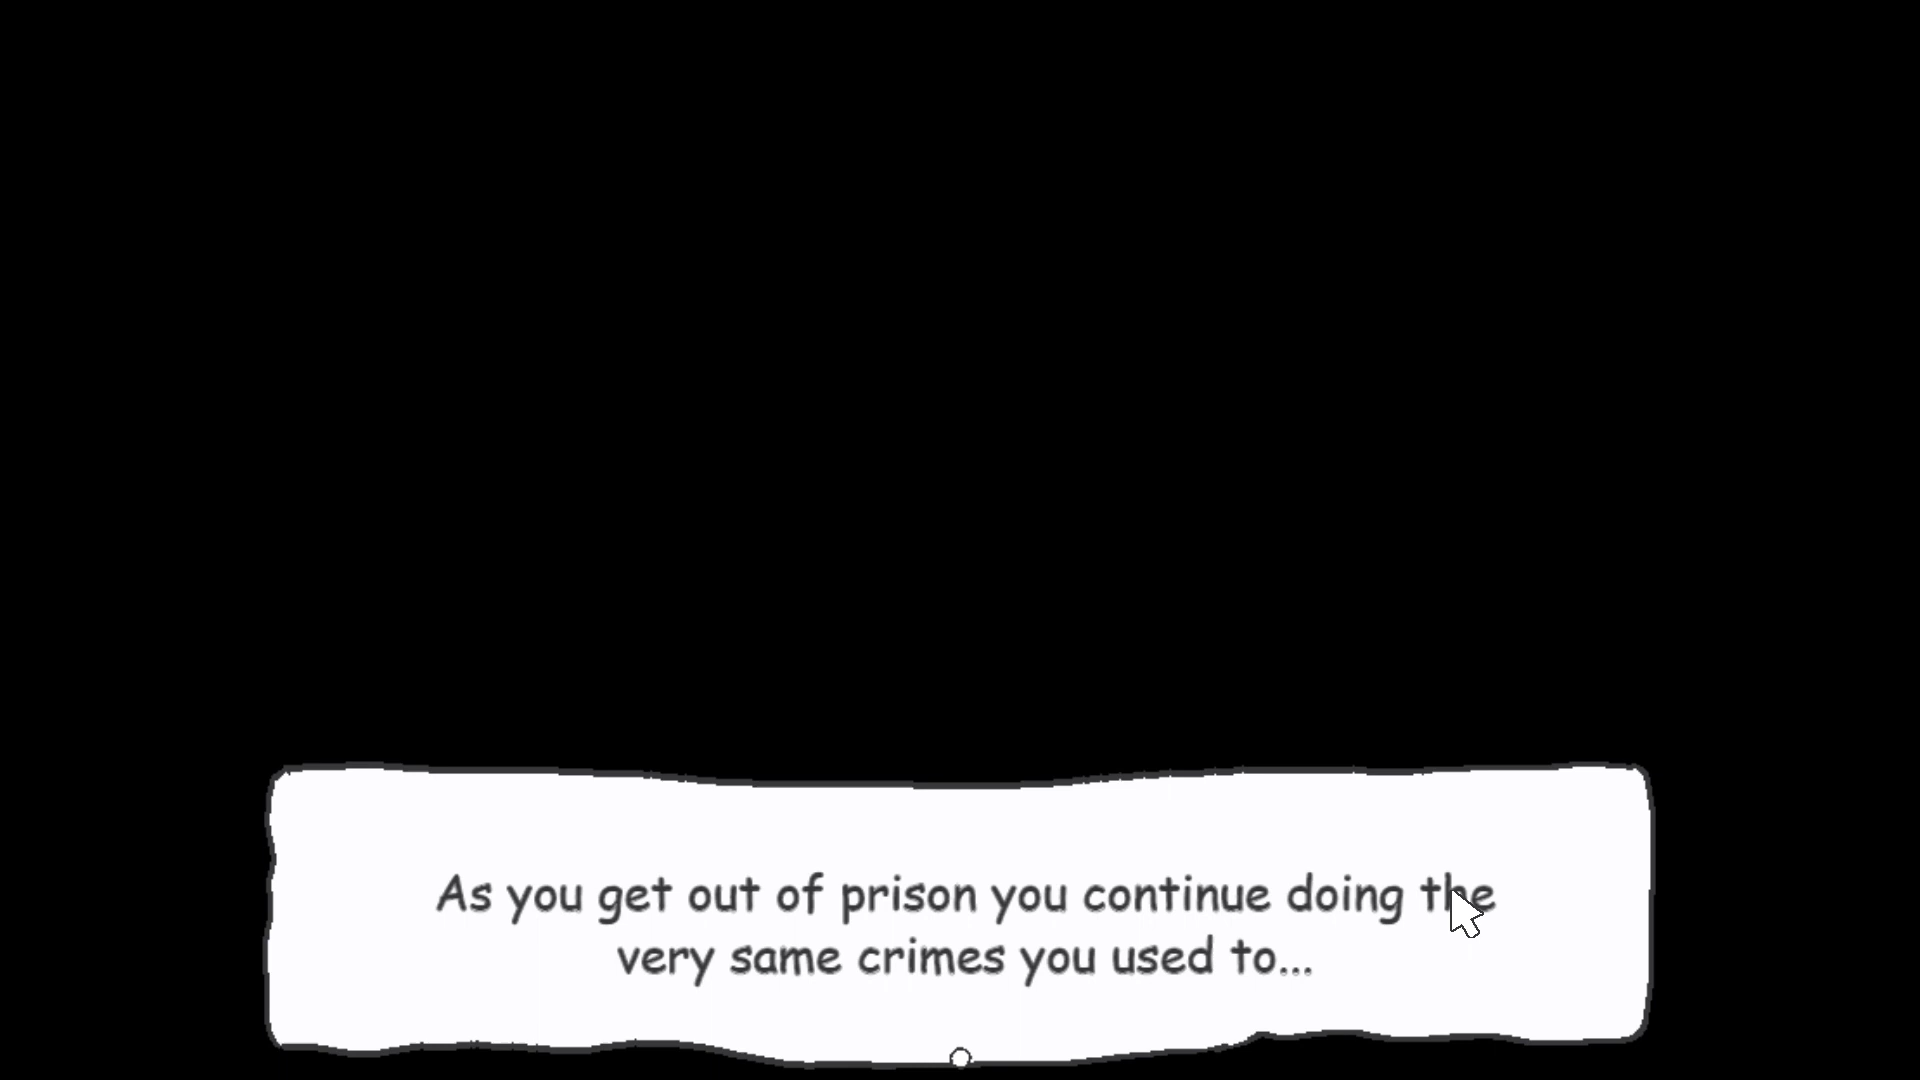 As you get out of prison you continue doing the
very same crimes you used to...